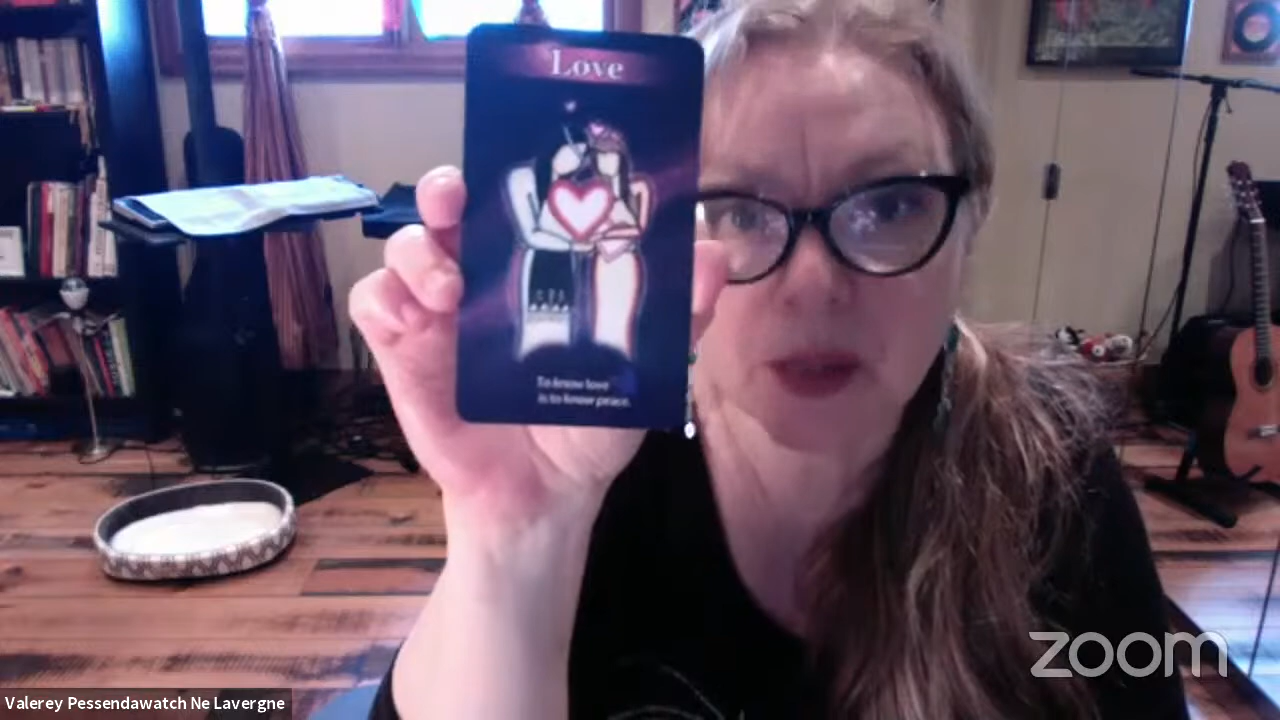 Love
To know love
is to know peace.
zoom
Valerey Pessendawatch Ne Lavergne